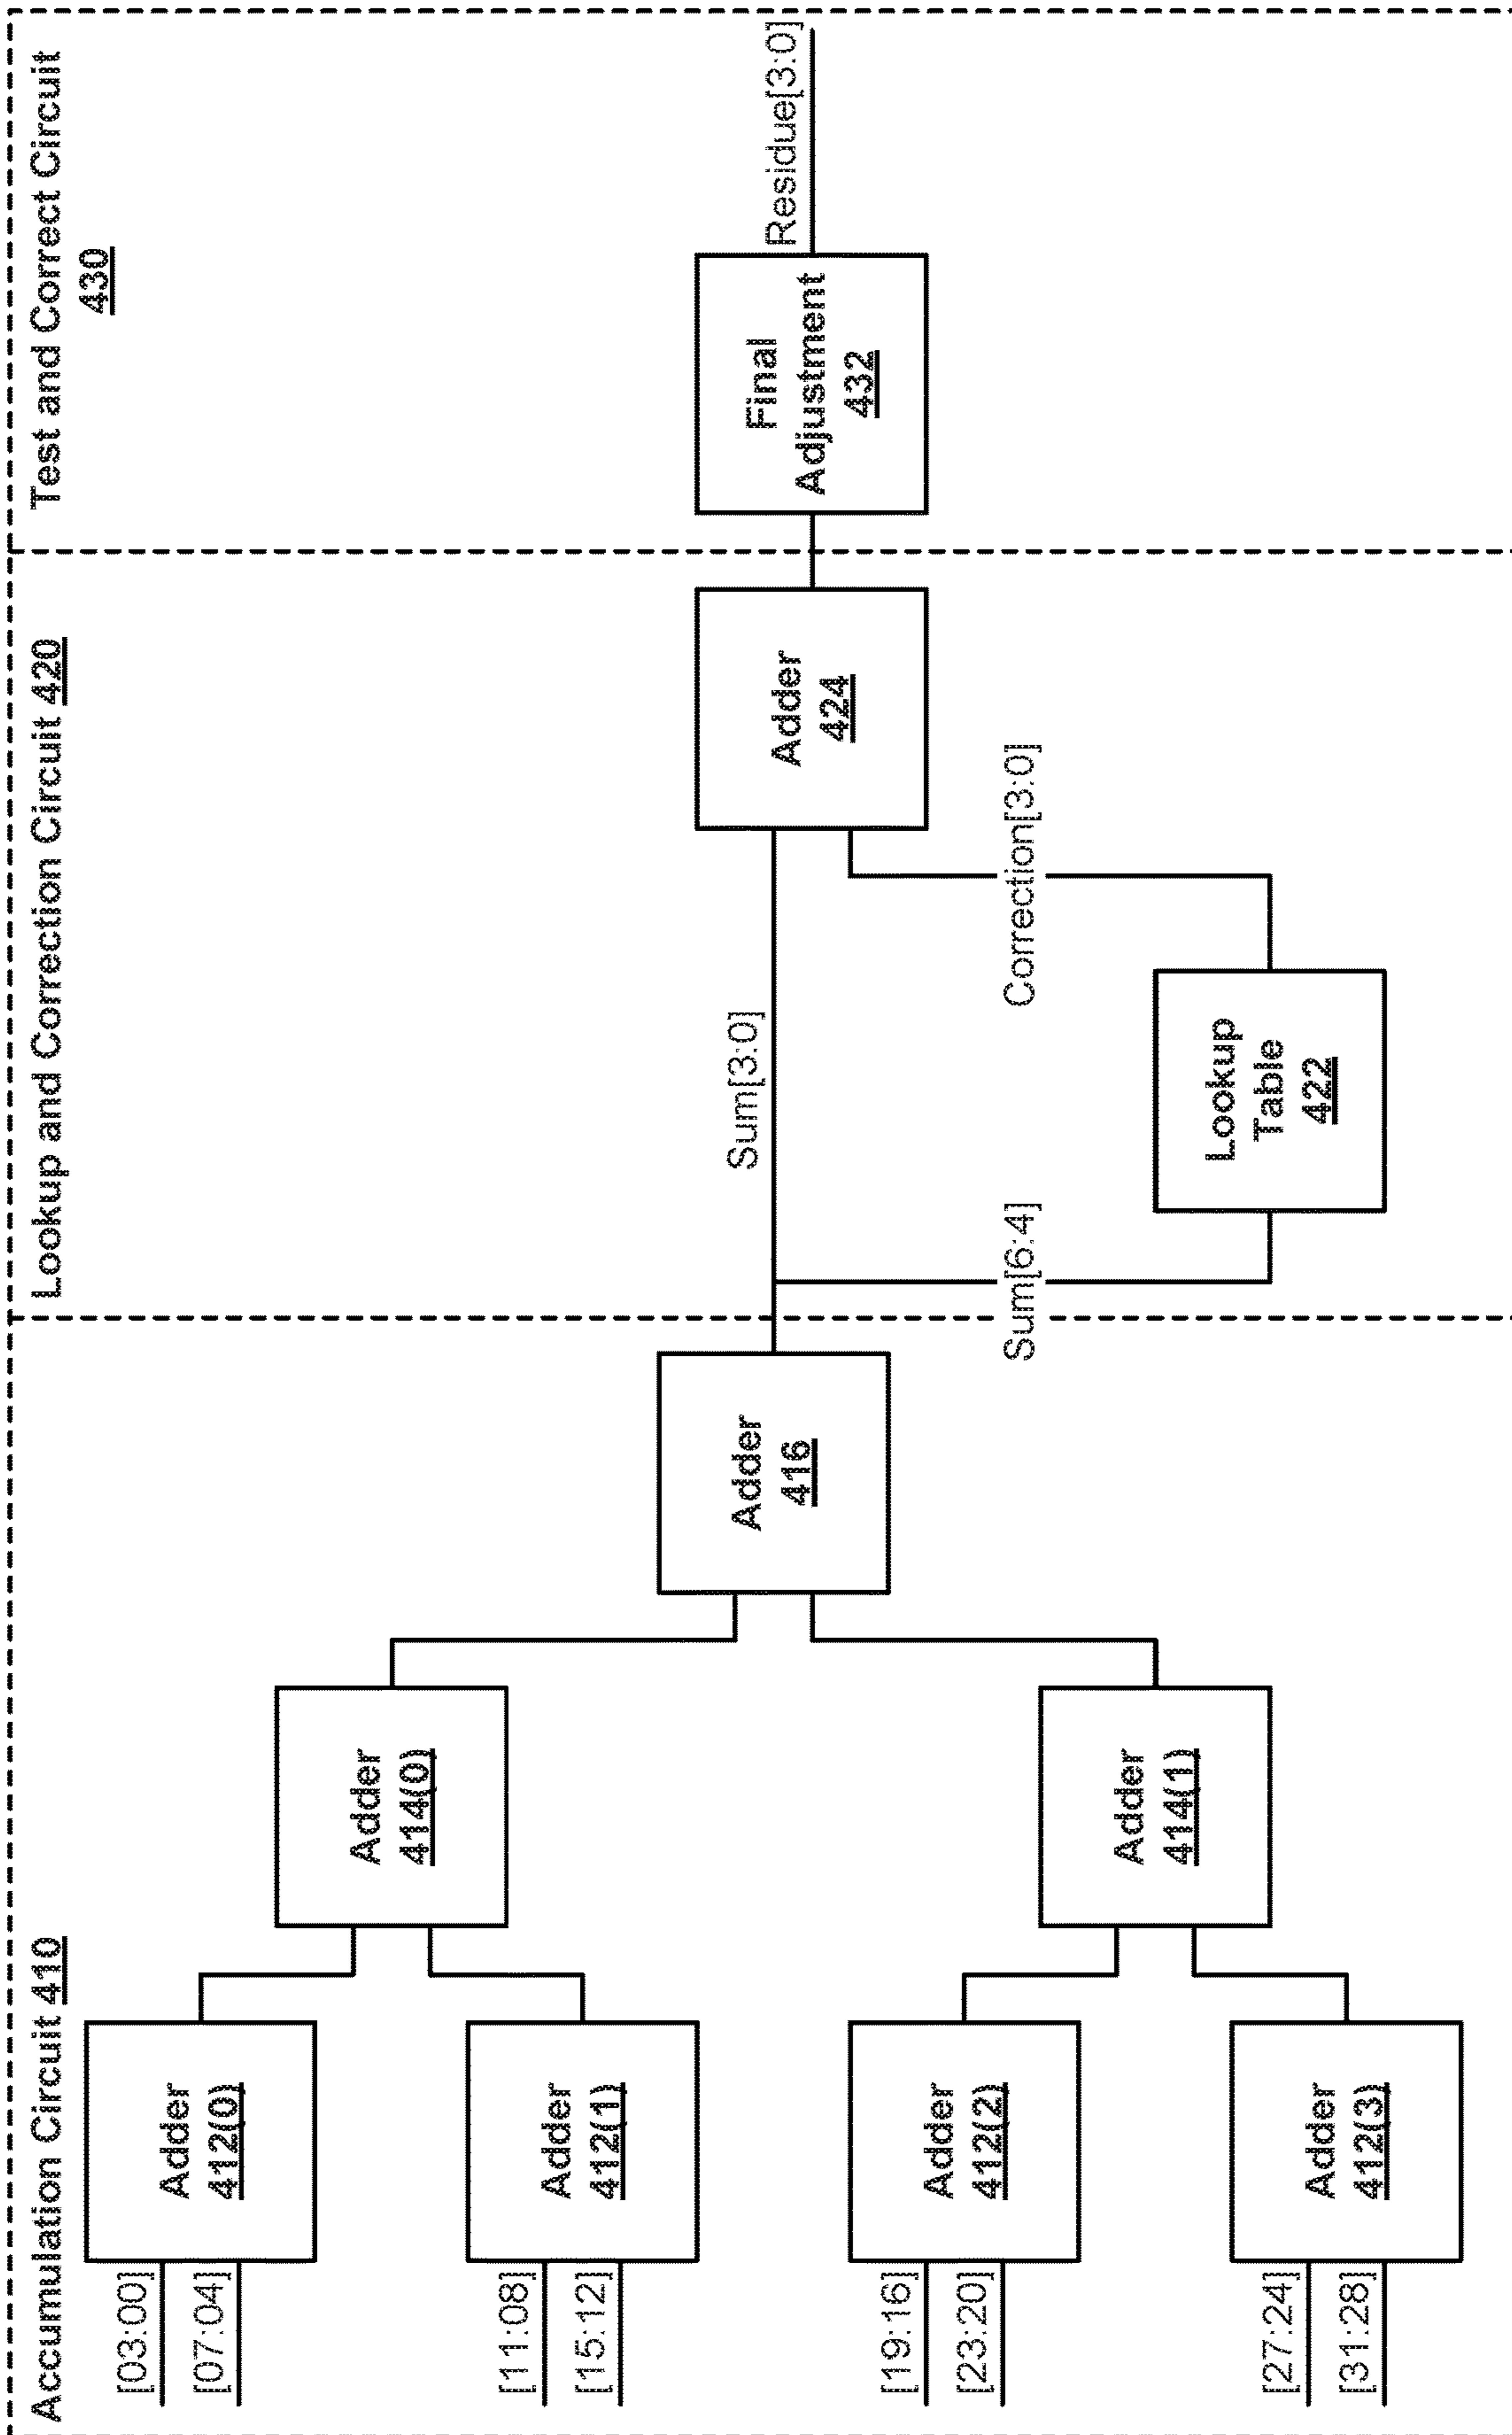 Accumulation Circuit 410
[03:00]
[07:04]
Adder
412(0)
[11:08]
[15:12]
Adder
412(1)
[19:16]
[23:20]
Adder
412(2)
[27:24]
[31:28]
Adder
412(3)
Adder
414(0)
Adder
414(1)
Adder
416
Lookup and Correction Circuit 420
Sum[3:0]
Sum[6:4]
Lookup
Table
422
Correction[3:0]
Adder
424
Test and Correct Circuit
430
Final
Adjustment
432
Residue[3:0]